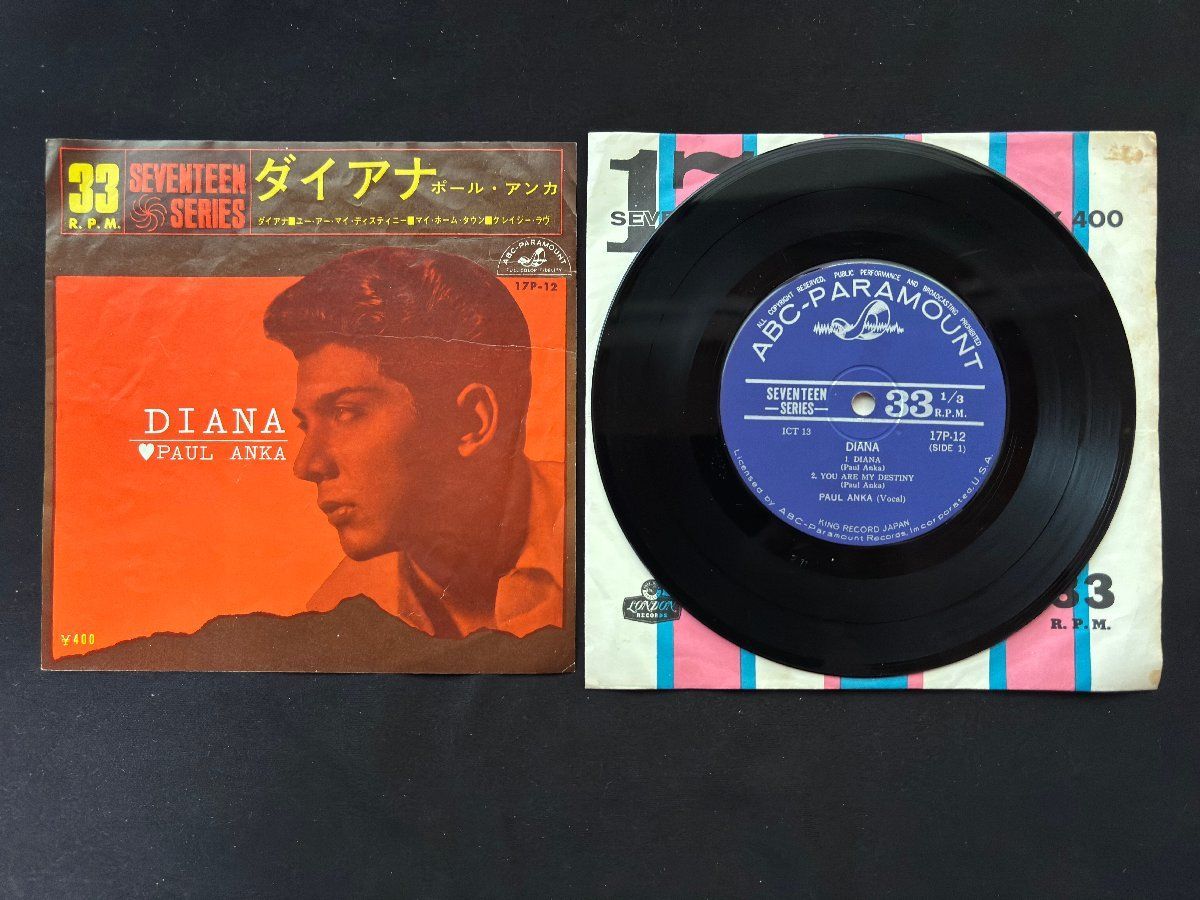 33
R.P.M.
SEVENTEEN
SERIES
ダイアナ
ポール・アンカ
ダイアナ■ユー・アー・マイ・ディスティニー■マイ・ホーム・タウン■クレイジー・ラヴ
ABC-PARAMOUNT
FULL COLOR FIDELITY
17P-12
DIANA
♥PAUL ANKA
¥400
17
SEVE
¥ 400
ALL COPYRIGHT RESERVED, PUBLIC PERFORMANCE AND BROADCASTING PROHIBITED
ABC-PARAMOUNT
SEVENTEEN
—SERIES—
33 1/3
R.P.M.
ICT 13
17P-12
(SIDE 1)
DIANA
1. DIANA
(Paul Anka)
2. YOU ARE MY DESTINY
(Paul Anka)
PAUL ANKA (Vocal)
KING RECORD JAPAN
Licensed by ABC-Paramount Records, Incorporated, U.S.A.
LONDON
RECORDS
33
R.P.M.